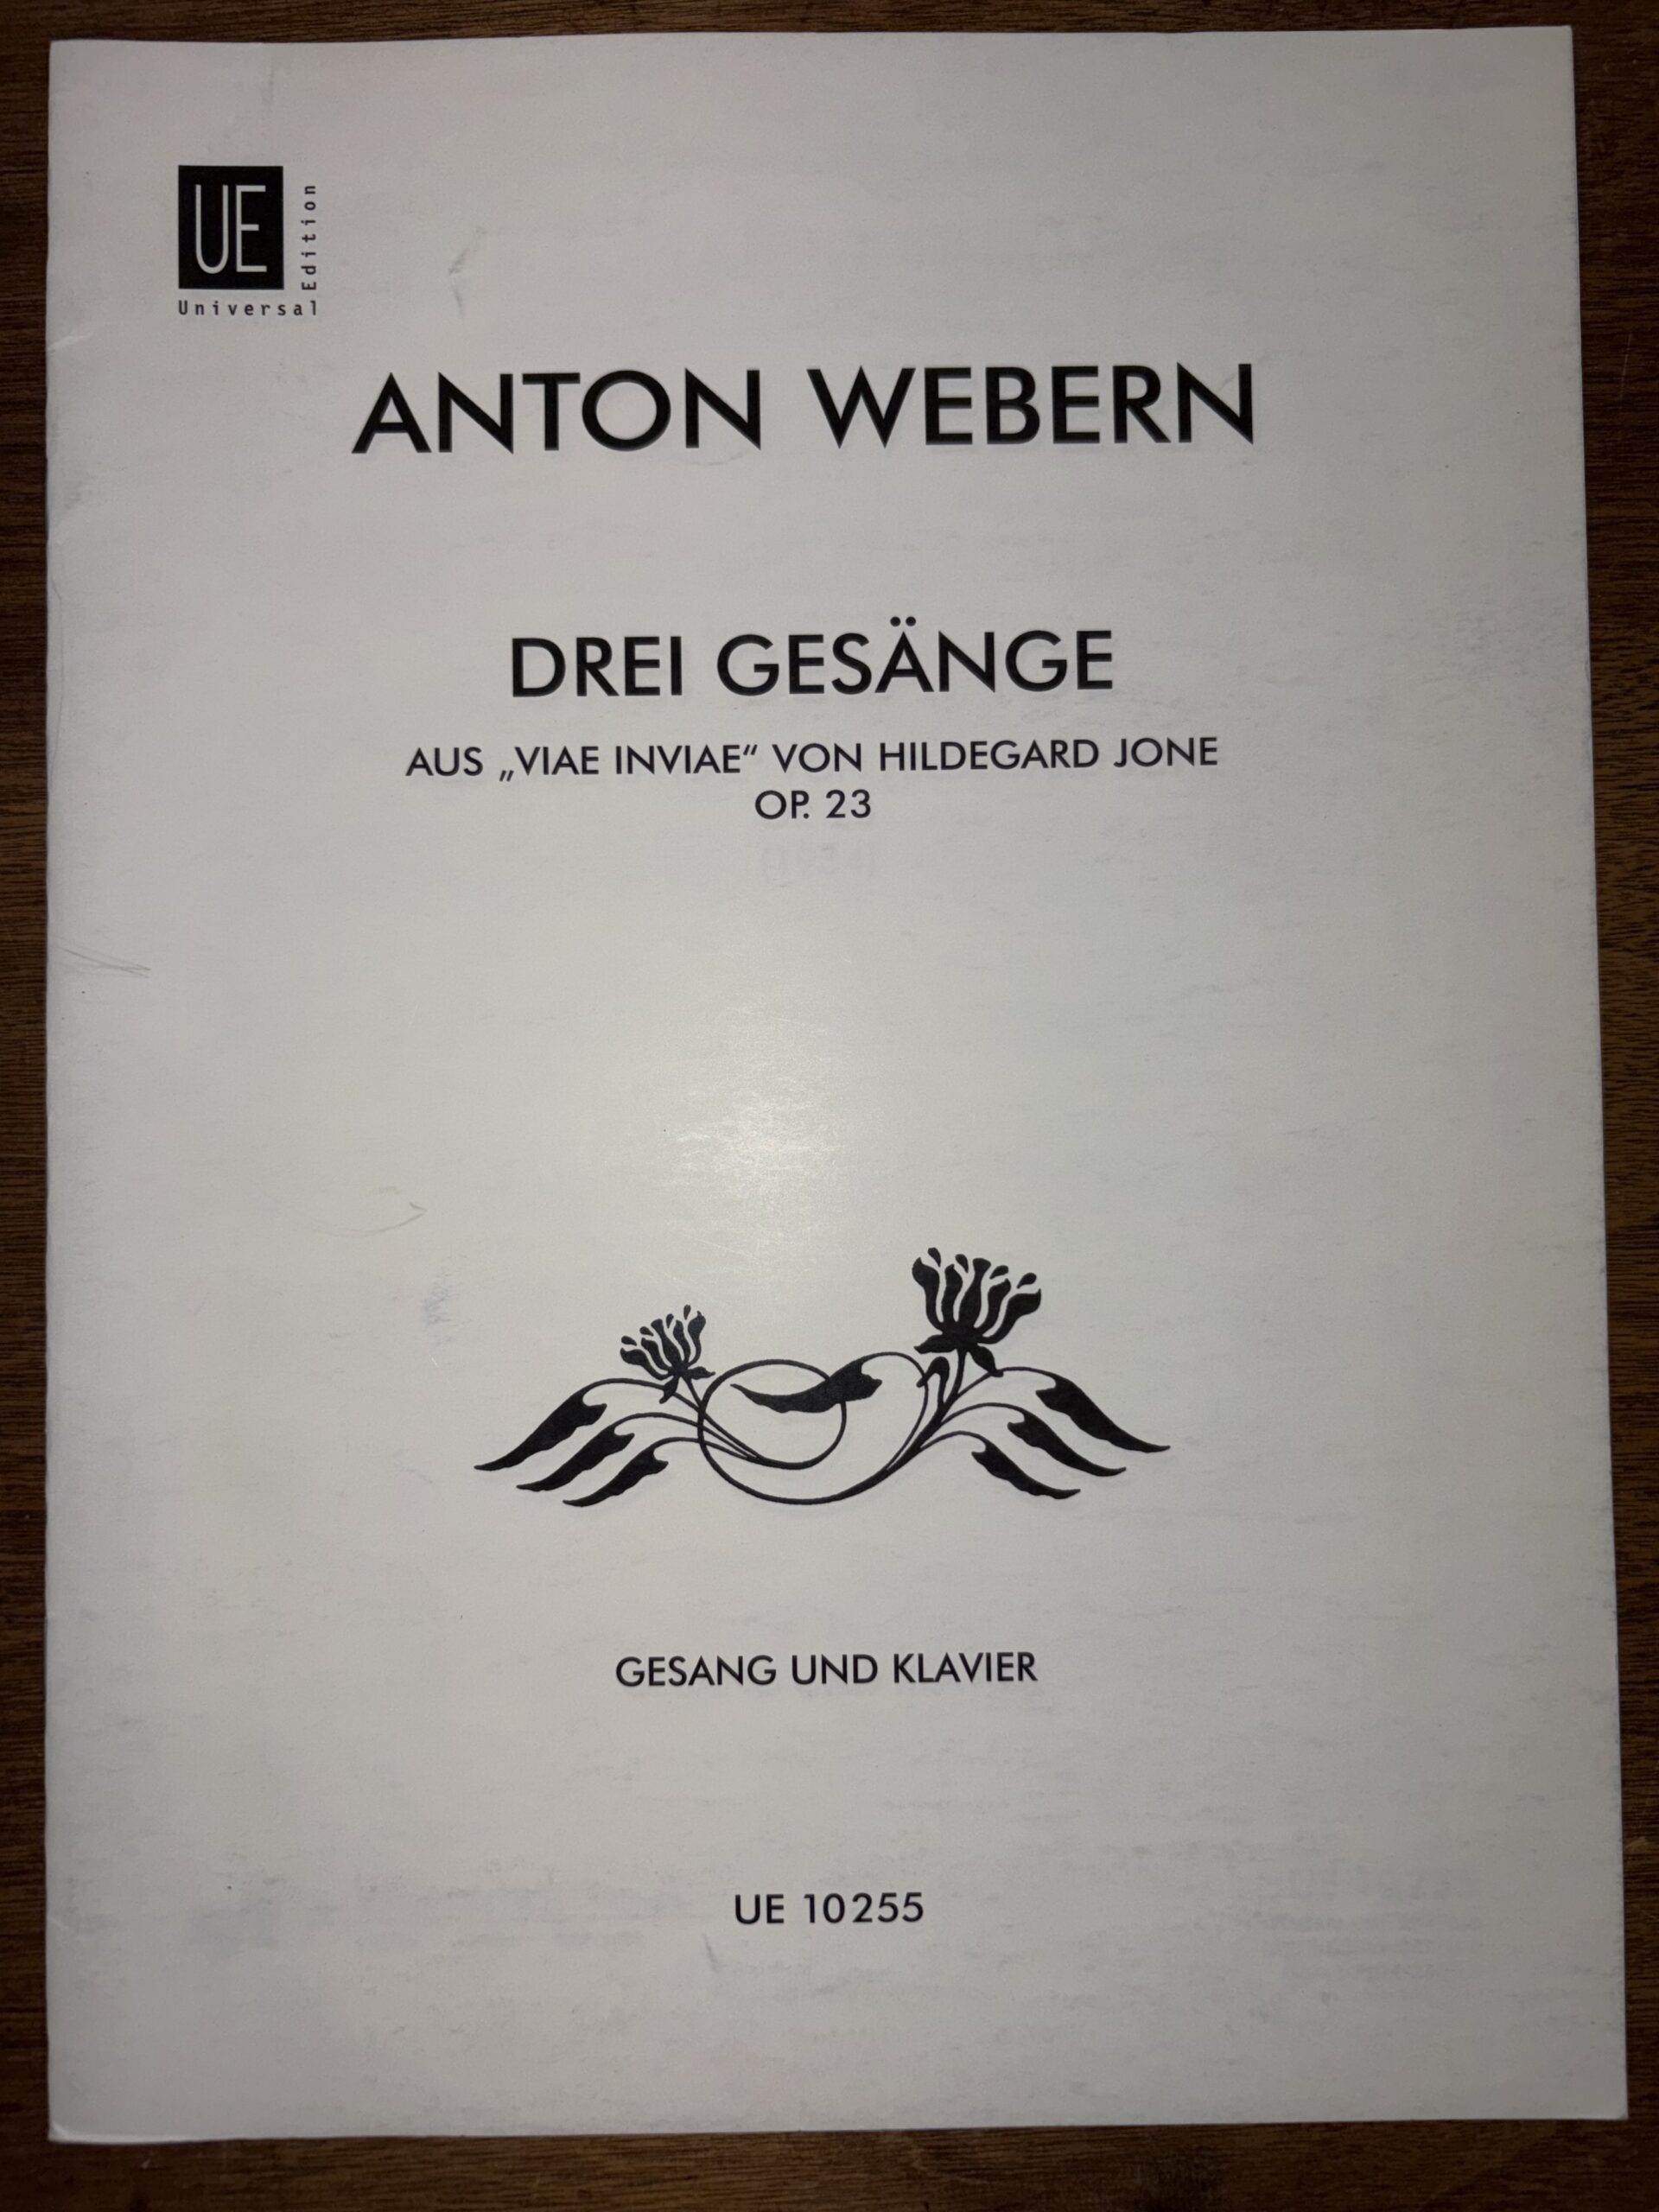 UE
Edition
Universal
ANTON WEBERN
DREI GESÄNGE
AUS „VIAE INVIAE“ VON HILDEGARD JONE
OP. 23
GESANG UND KLAVIER
UE 10255